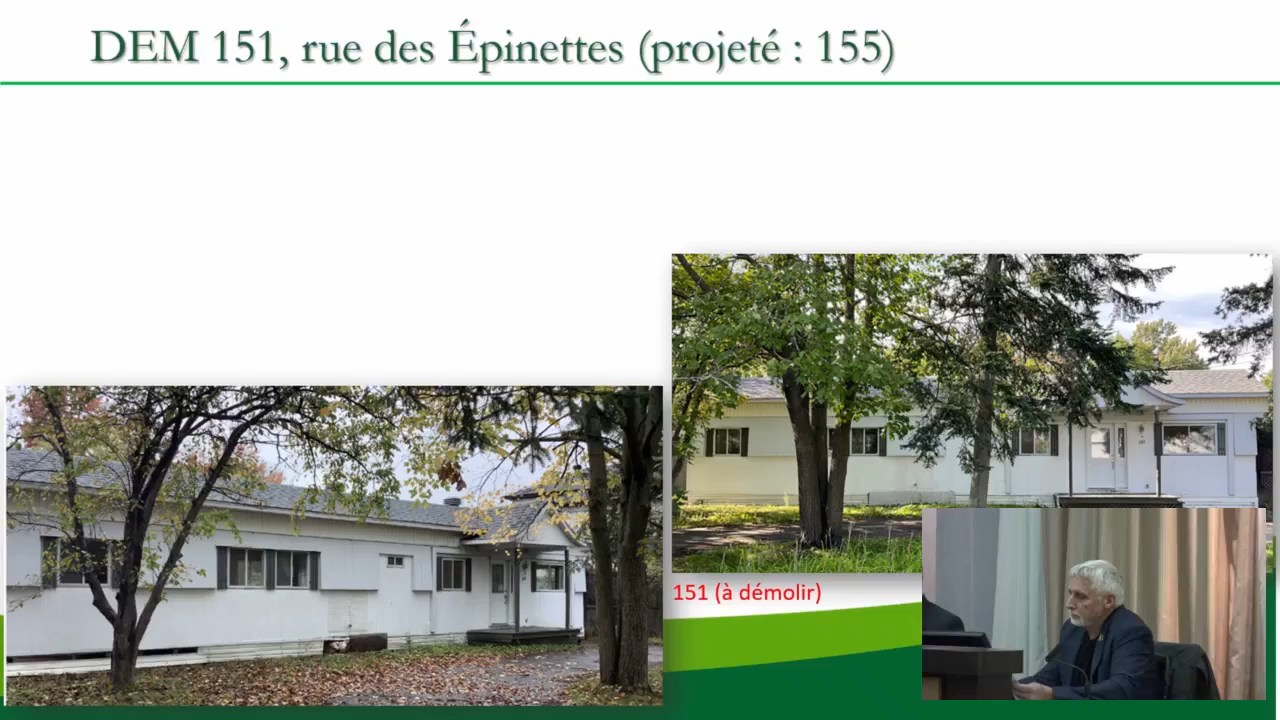 DEM 151, rue des Épinettes (projeté : 155)
151 (à démolir)